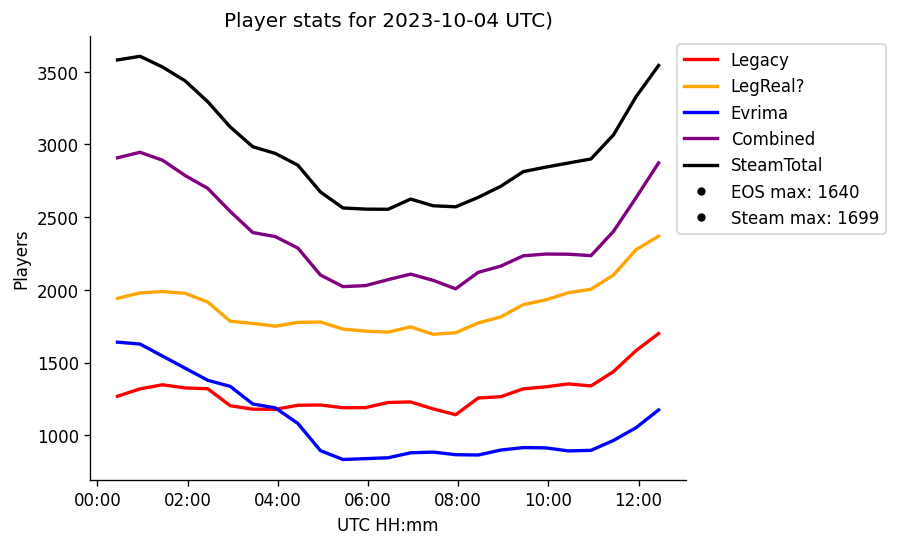 Player stats for 2023-10-04 UTC)
Legacy
LegReal?
Evrima
Combined
SteamTotal
EOS max: 1640
Steam max: 1699
Players
3500
3000
2500
2000
1500
1000
00:00 02:00 04:00 06:00 08:00 10:00 12:00
UTC HH:mm